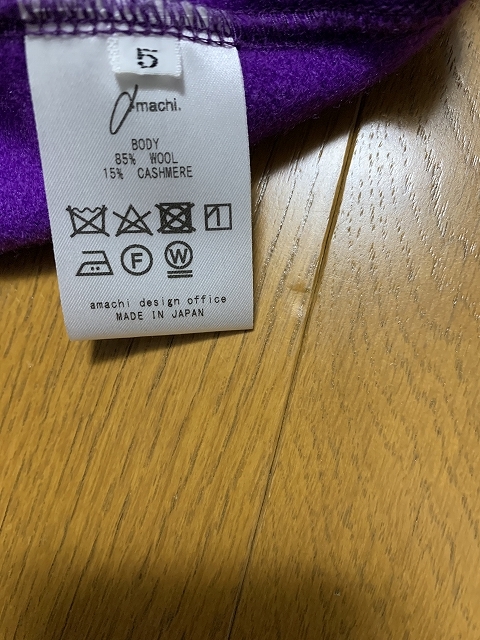 5
amachi.
BODY
85% WOOL
15% CASHMERE
F W
amachi design office
MADE IN JAPAN